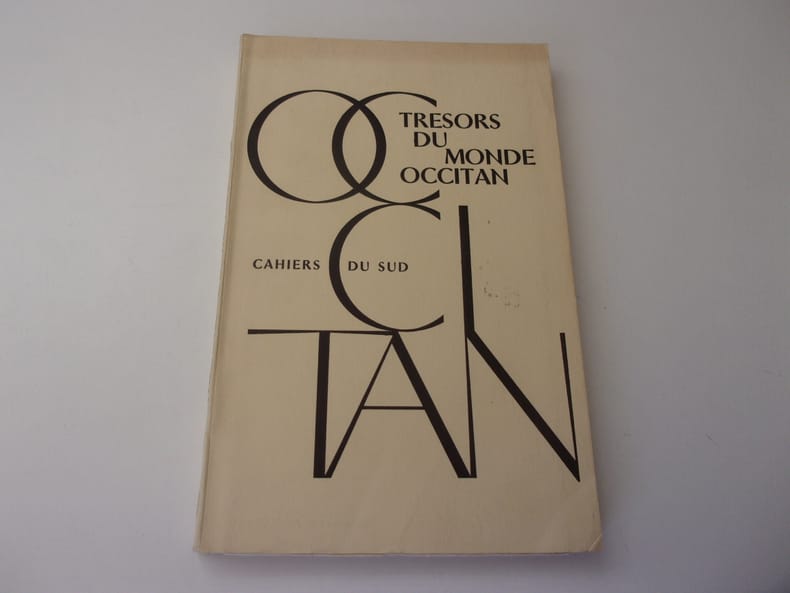 TRESORS
DU
MONDE
OCCITAN
CAHIERS DU SUD
OC
CI
TAN